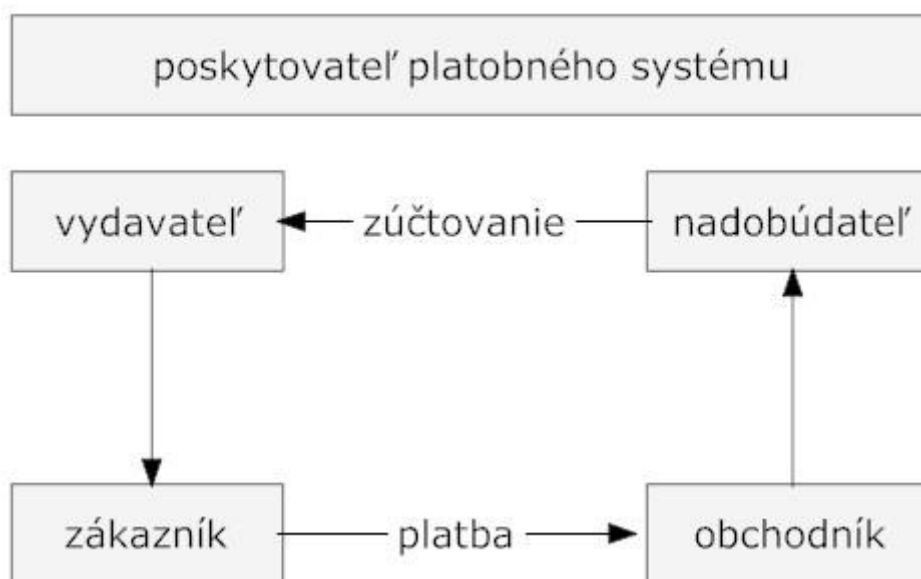 poskytovateľ platobného systému
vydavateľ
zúčtovanie
nadobúdateľ
zákazník
platba
obchodník